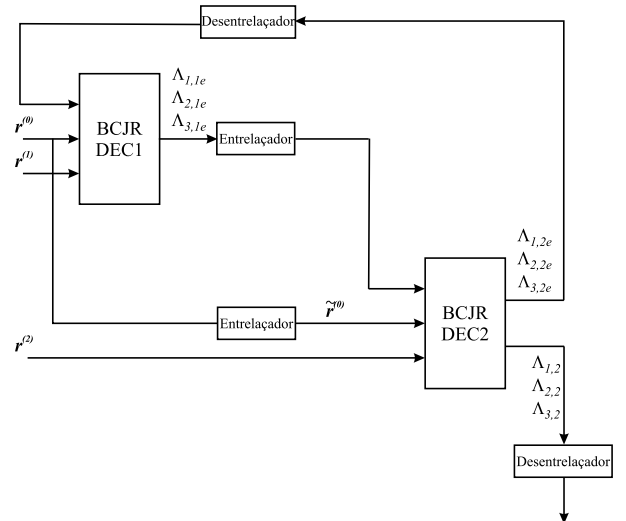 Desentrelaçador
Λ1,1e
Λ2,1e
Λ3,1e
r(0)
BCJR
DEC1
Entrelaçador
r(1)
Λ1,2e
Λ2,2e
Λ3,2e
r̃(0)
Entrelaçador
BCJR
DEC2
r(2)
Λ1,2
Λ2,2
Λ3,2
Desentrelaçador